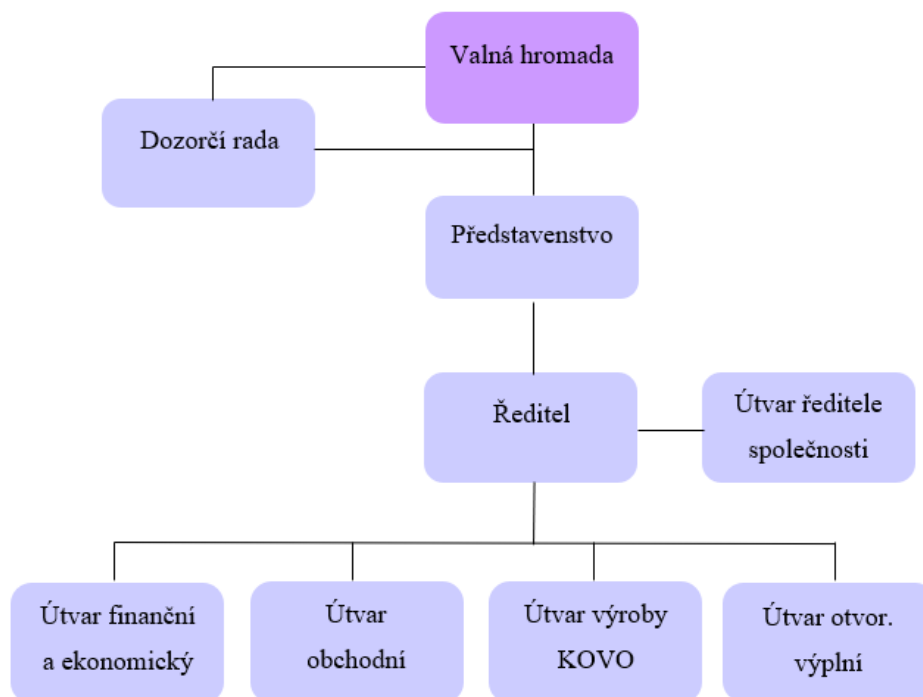 Valná hromada
Dozorčí rada
Představenstvo
Ředitel
Útvar ředitele
společnosti
Útvar finanční
a ekonomický
Útvar
obchodní
Útvar výroby
KOVO
Útvar otvor.
výplní